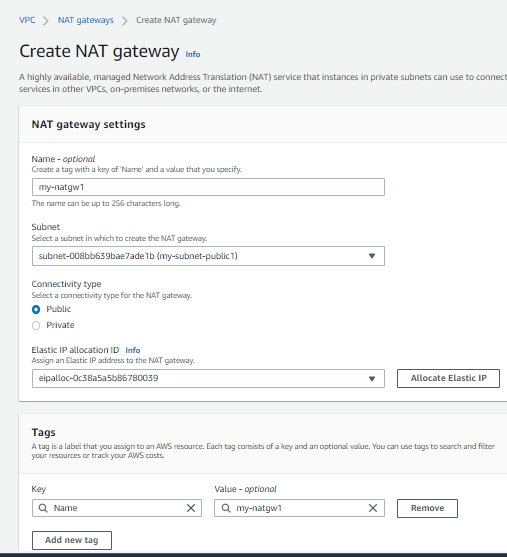 VPC > NAT gateways > Create NAT gateway
Create NAT gateway Info
A highly available, managed Network Address Translation (NAT) service that instances in private subnets can use to connect
services in other VPCs, on-premises networks, or the internet.
NAT gateway settings
Name - optional
Create a tag with a key of 'Name' and a value that you specify.
my-natgw1
The name can be up to 256 characters long.
Subnet
Select a subnet in which to create the NAT gateway.
subnet-008bb639bae7ade1b (my-subnet-public1)
Connectivity type
Select a connectivity type for the NAT gateway.
Public
Private
Elastic IP allocation ID Info
Assign an Elastic IP address to the NAT gateway.
eipalloc-0c38a5a5b86780039 Allocate Elastic IP
Tags
A tag is a label that you assign to an AWS resource. Each tag consists of a key and an optional value. You can use tags to search and filter
your resources or track your AWS costs.
Key Value - optional
Name my-natgw1 Remove
Add new tag